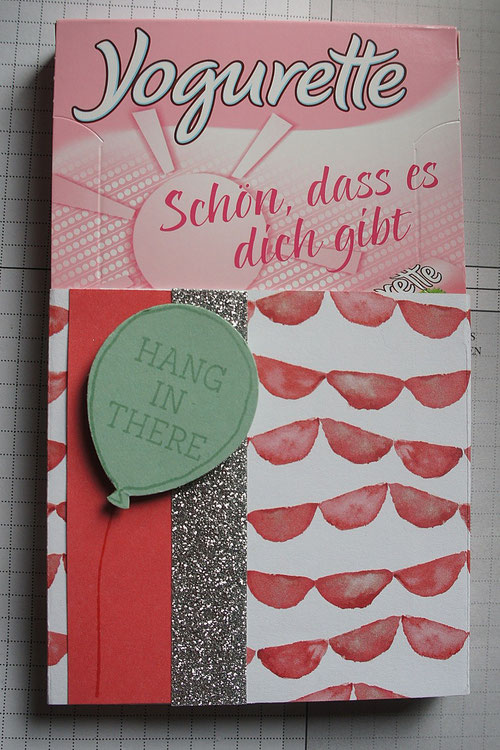 Yogurette
Schön, dass es
dich gibt
HANG
IN
THERE